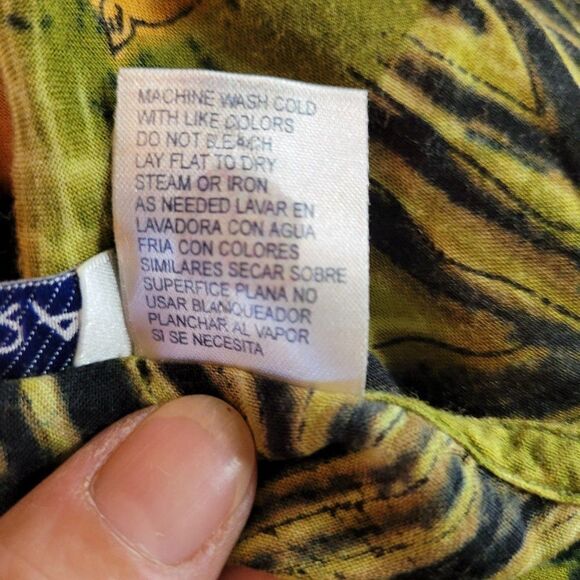 MACHINE WASH COLD
WITH LIKE COLORS
DO NOT BLEACH
LAY FLAT TO DRY
STEAM OR IRON
AS NEEDED LAVAR EN
LAVADORA CON AGUA
FRIA CON COLORES
SIMILARES SECAR SOBRE
SUPERFICE PLANA NO
USAR BLANQUEADOR
PLANCHAR AL VAPOR
SI SE NECESITA